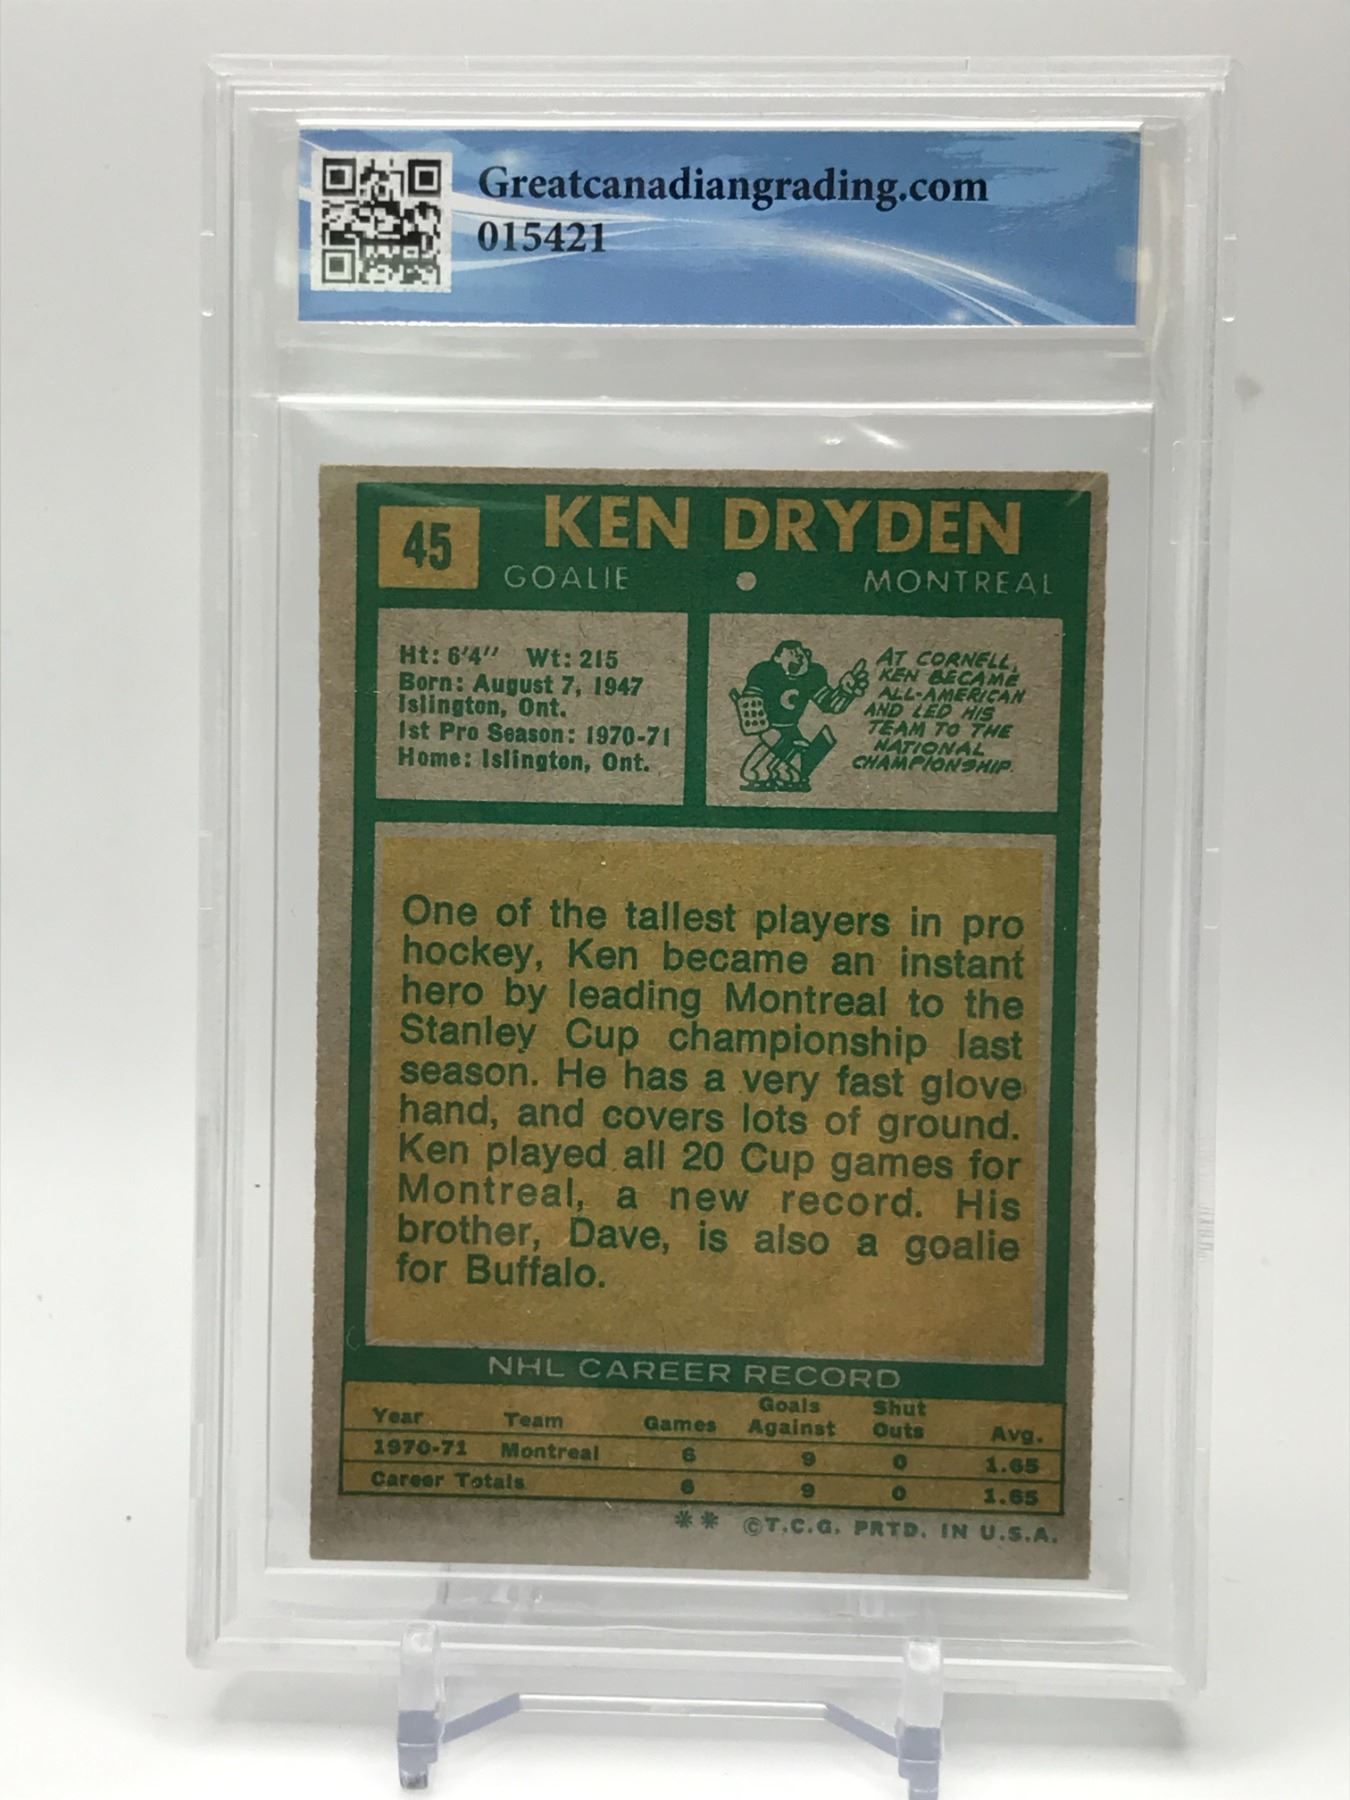 Greatcanadiangrading.com
015421
45
KEN DRYDEN
GOALIE • MONTREAL
Ht: 6'4" Wt: 215
Born: August 7, 1947
Islington, Ont.
1st Pro Season: 1970-71
Home: Islington, Ont.
C
AT CORNELL,
KEN BECAME
ALL-AMERICAN
AND LED HIS
TEAM TO THE
NATIONAL
CHAMPIONSHIP.
One of the tallest players in pro
hockey, Ken became an instant
hero by leading Montreal to the
Stanley Cup championship last
season. He has a very fast glove
hand, and covers lots of ground.
Ken played all 20 Cup games for
Montreal, a new record. His
brother, Dave, is also a goalie
for Buffalo.
NHL CAREER RECORD
Year Team Games Goals Against Shut Outs Avg.
1970-71 Montreal 6 9 0 1.65
Career Totals 6 9 0 1.65
** ©T.C.G. PRTD. IN U.S.A.